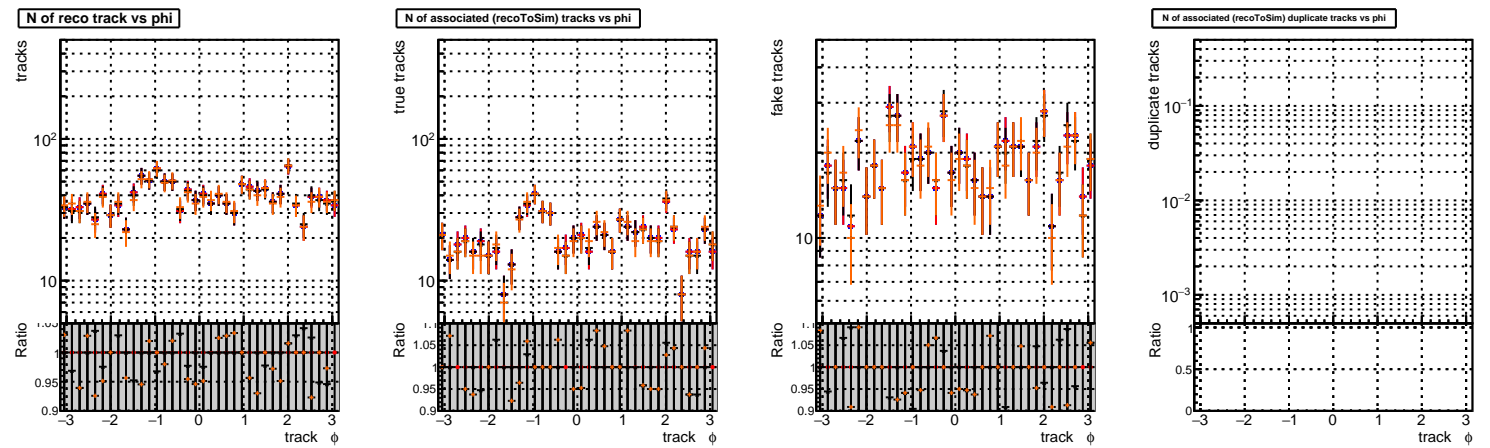 N of reco track vs phi
tracks
10²
10
Ratio
1.05
1
0.95
0.9
−3 −2 −1 0 1 2 3
track ϕ
N of associated (recoToSim) tracks vs phi
true tracks
10²
10
Ratio
1.1
1.05
1
0.95
0.9
−3 −2 −1 0 1 2 3
track ϕ
fake tracks
10
Ratio
1.1
1.05
1
0.95
0.9
−3 −2 −1 0 1 2 3
track ϕ
N of associated (recoToSim) duplicate tracks vs phi
duplicate tracks
10⁻¹
10⁻²
10⁻³
Ratio
1
0.5
0
−3 −2 −1 0 1 2 3
track ϕ